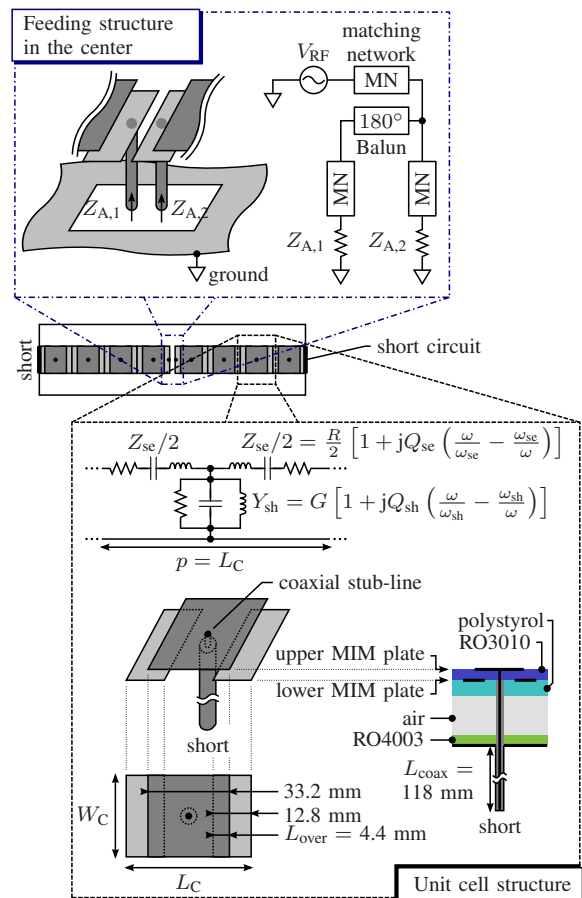 Feeding structure
in the center
matching
network
V_RF
MN
180°
Balun
MN
MN
Z_A,1
Z_A,2
Z_A,1
Z_A,2
ground
short
short circuit
Z_se/2
Z_se/2 = R/2 [1 + jQ_se (ω/ω_se − ω_se/ω)]
Y_sh = G [1 + jQ_sh (ω/ω_sh − ω_sh/ω)]
p = L_C
coaxial stub-line
polystyrol
RO3010
upper MIM plate
lower MIM plate
air
RO4003
short
L_coax =
118 mm
short
33.2 mm
12.8 mm
L_over = 4.4 mm
W_C
L_C
Unit cell structure